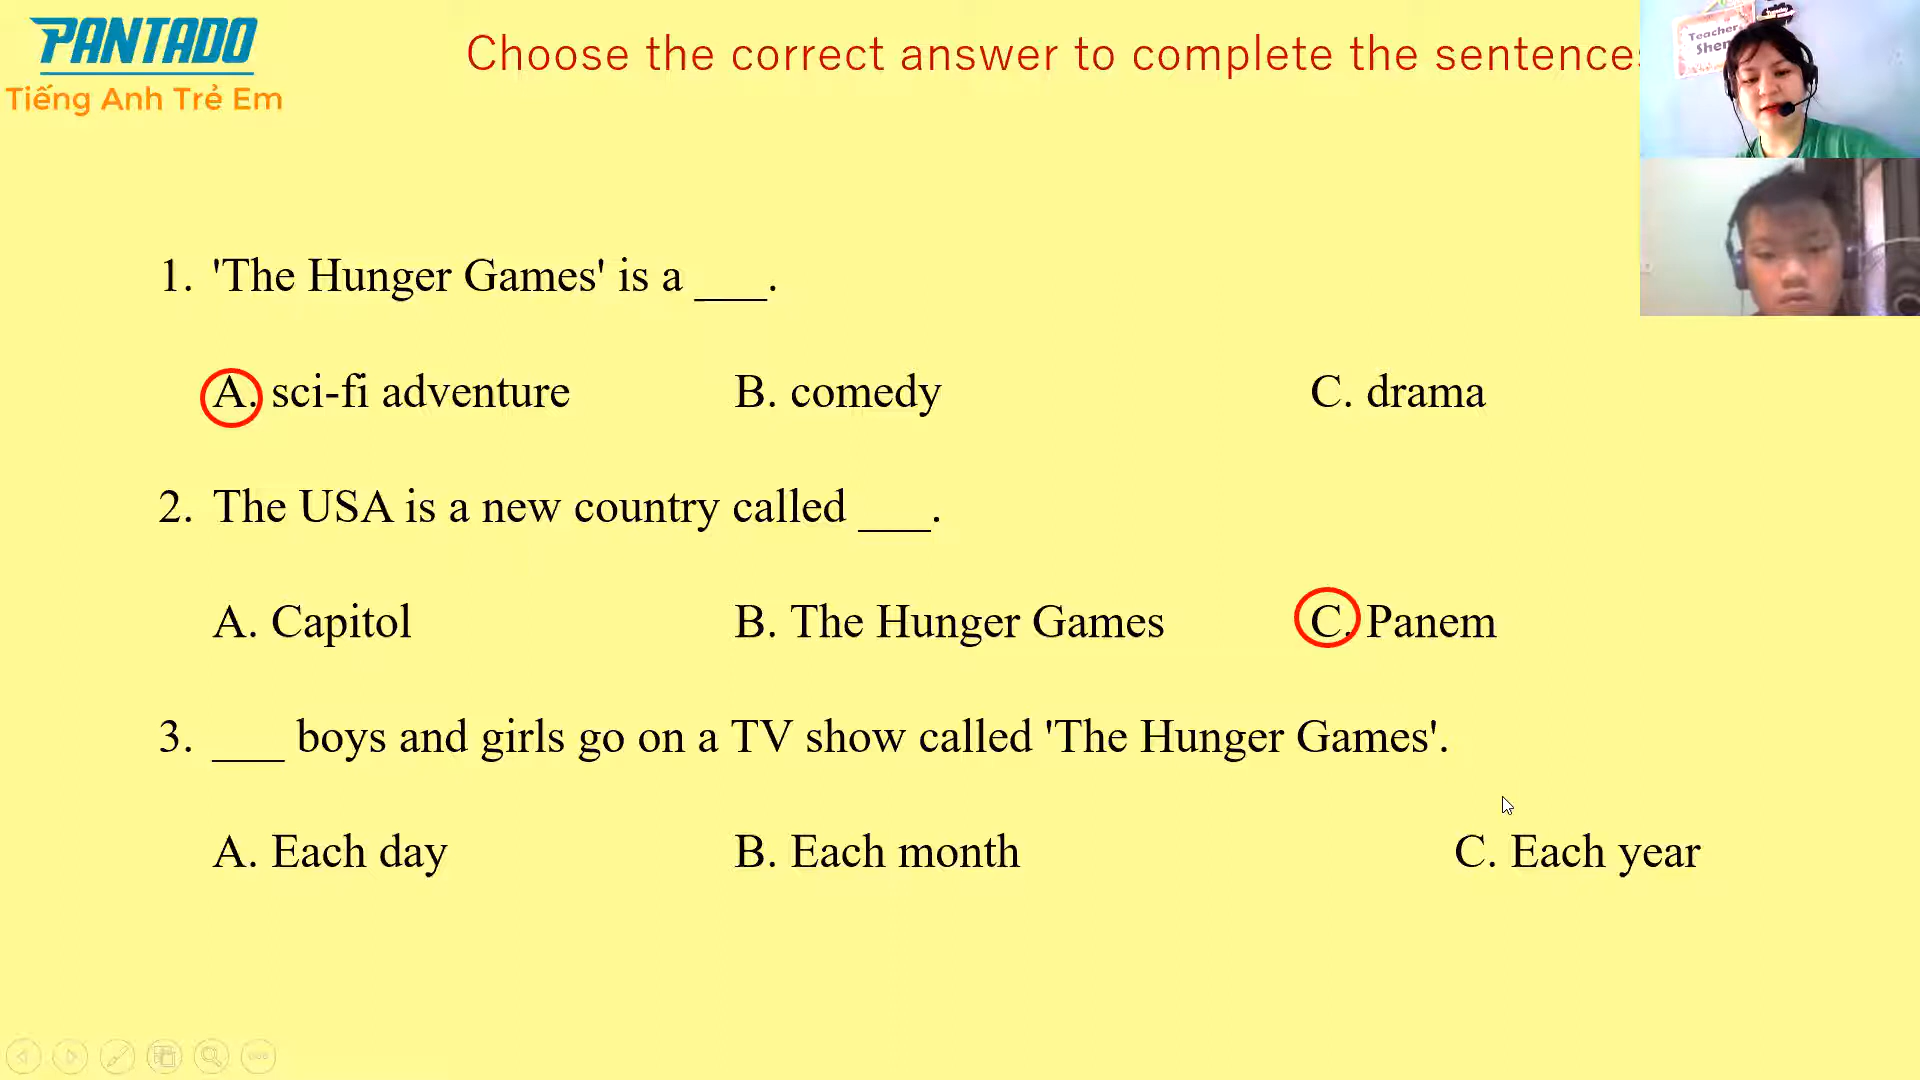 PANTADO
Tiếng Anh Trẻ Em
Choose the correct answer to complete the sentences
Teacher
1. 'The Hunger Games' is a ___.
A. sci-fi adventure B. comedy C. drama
2. The USA is a new country called ___.
A. Capitol B. The Hunger Games C. Panem
3. ___ boys and girls go on a TV show called 'The Hunger Games'.
A. Each day B. Each month C. Each year